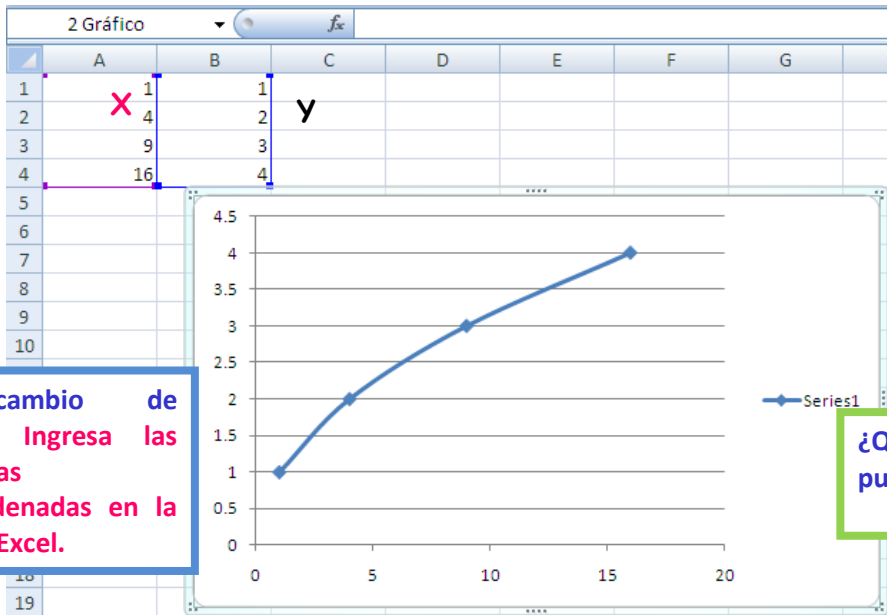 2 Gráfico fx
A B C D E F G
1 1 1
2 4 2
3 9 3
4 16 4
x y
5
6
7
8
9
10
18
19
4.5
4
3.5
3
2.5
2
1.5
1
0.5
0
0 5 10 15 20
Series1
cambio de
Ingresa las
as
denadas en la
Excel.
¿Q
pu